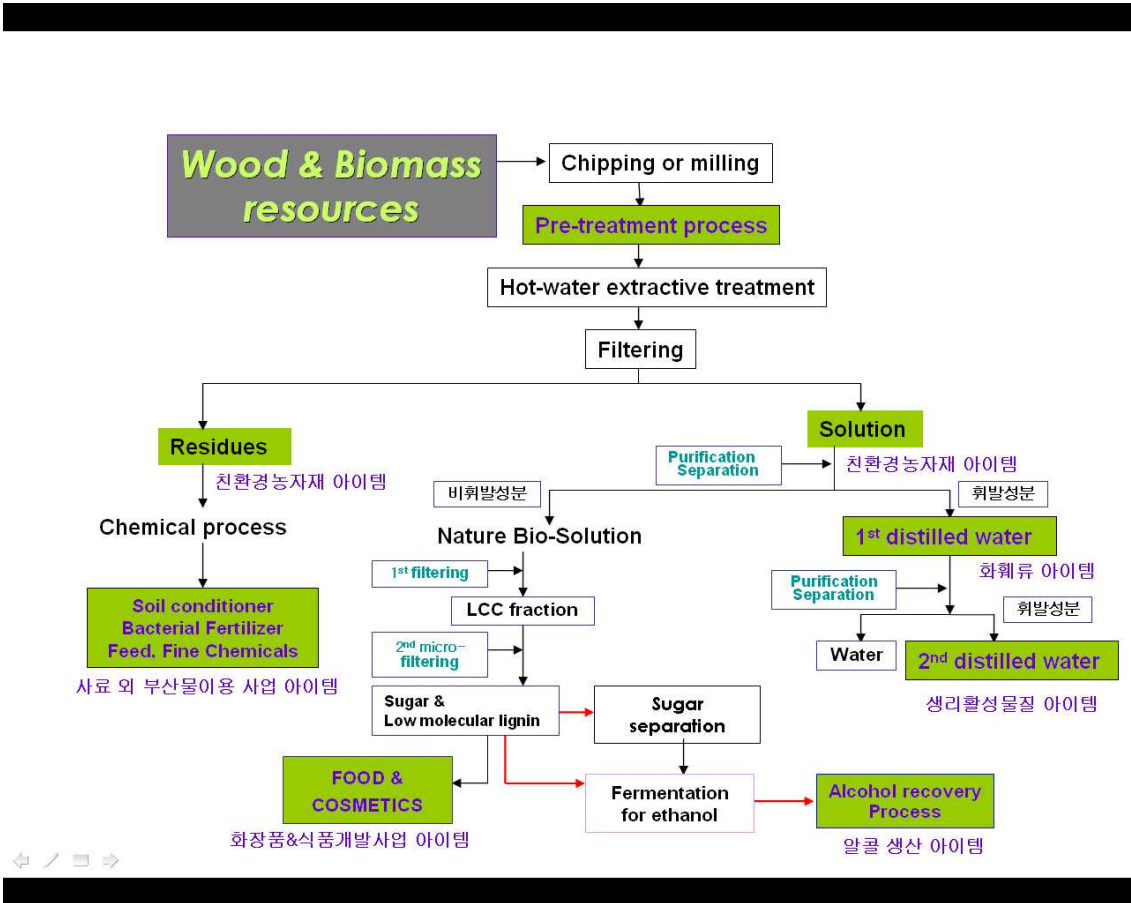 Wood & Biomass
resources
Chipping or milling
Pre-treatment process
Hot-water extractive treatment
Filtering
Residues
친환경농자재 아이템
Chemical process
Soil conditioner
Bacterial Fertilizer
Feed, Fine Chemicals
사료 외 부산물이용 사업 아이템
Solution
Purification
Separation
친환경농자재 아이템
비휘발성분
휘발성분
Nature Bio-Solution
1st filtering
LCC fraction
2nd micro-
filtering
Sugar &
Low molecular lignin
Sugar
separation
FOOD &
COSMETICS
화장품&식품개발사업 아이템
Fermentation
for ethanol
Alcohol recovery
Process
알콜 생산 아이템
1st distilled water
화훼류 아이템
Purification
Separation
휘발성분
Water
2nd distilled water
생리활성물질 아이템